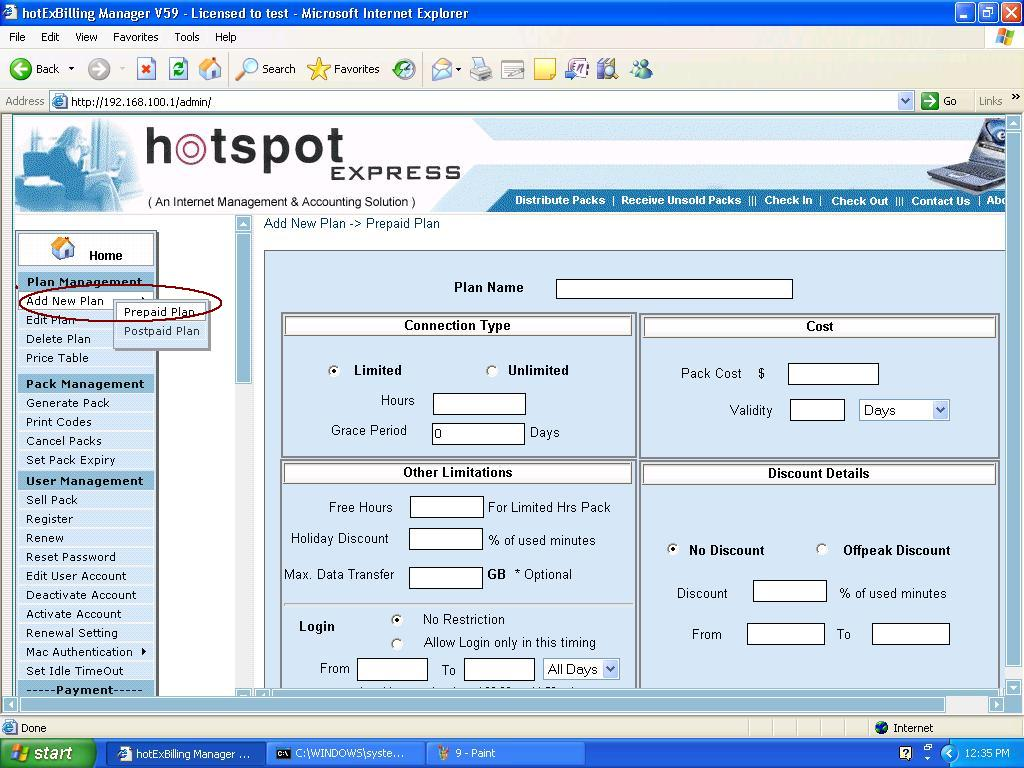 hotExBilling Manager V59 - Licensed to test - Microsoft Internet Explorer
File Edit View Favorites Tools Help
Back Search Favorites
Address http://192.168.100.1/admin/ Go Links »
hotspot
EXPRESS
( An Internet Management & Accounting Solution )
Distribute Packs | Receive Unsold Packs ||| Check In | Check Out ||| Contact Us | Abo
Add New Plan -> Prepaid Plan
Home
Plan Management
Add New Plan
Prepaid Plan
Postpaid Plan
Edit Plan
Delete Plan
Price Table
Pack Management
Generate Pack
Print Codes
Cancel Packs
Set Pack Expiry
User Management
Sell Pack
Register
Renew
Reset Password
Edit User Account
Deactivate Account
Activate Account
Renewal Setting
Mac Authentication
Set Idle TimeOut
-----Payment-----
Plan Name
Connection Type
Limited Unlimited
Hours
Grace Period 0 Days
Cost
Pack Cost $
Validity Days
Other Limitations
Free Hours For Limited Hrs Pack
Holiday Discount % of used minutes
Max. Data Transfer GB * Optional
Login No Restriction
Allow Login only in this timing
From To All Days
Discount Details
No Discount Offpeak Discount
Discount % of used minutes
From To
Done Internet
start hotExBilling Manager ... C:\WINDOWS\syste... 9 - Paint 12:35 PM